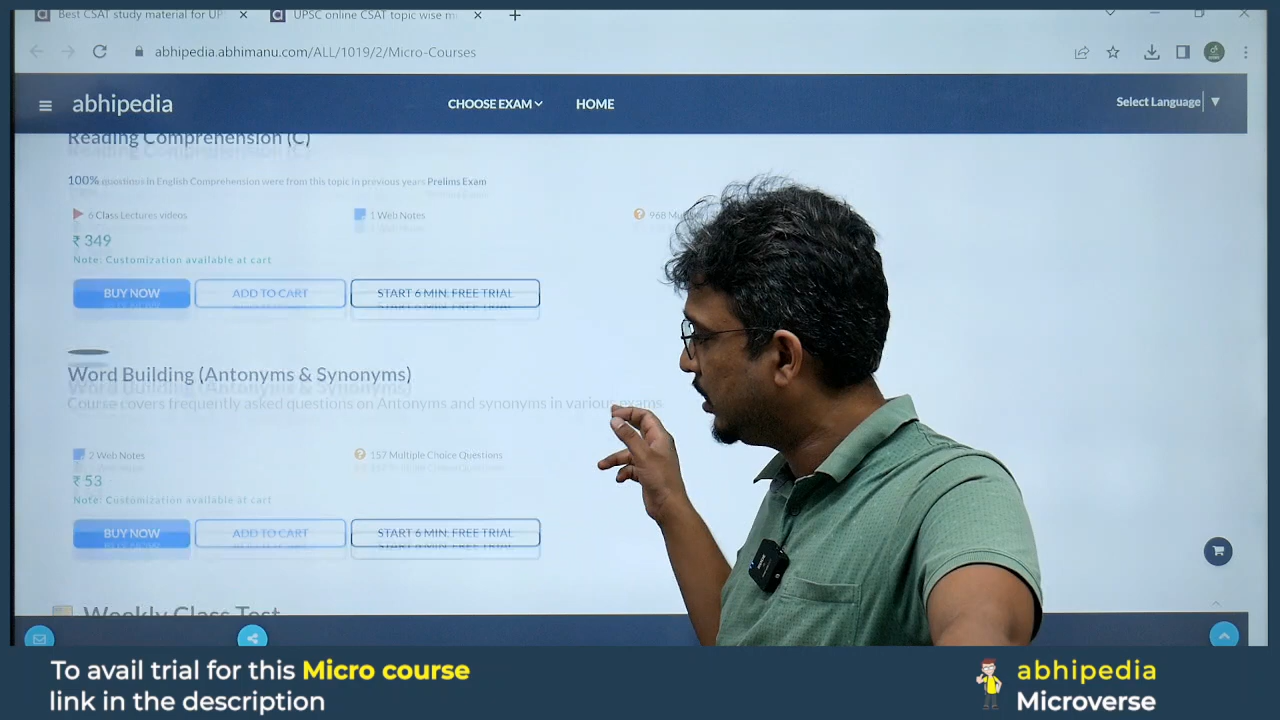 Best CSAT study material for UP
UPSC online CSAT topic wise m
abhipedia.abhimanu.com/ALL/1019/2/Micro-Courses
abhipedia
CHOOSE EXAM
HOME
Select Language
Reading Comprehension (C)
100% questions in English Comprehension were from this topic in previous years Prelims Exam
6 Class Lectures videos
1 Web Notes
968
₹ 349
Note: Customization available at cart
BUY NOW
ADD TO CART
START 6 MIN. FREE TRIAL
Word Building (Antonyms & Synonyms)
Course covers frequently asked questions on Antonyms and synonyms in various exams
2 Web Notes
157 Multiple Choice Questions
₹ 53
Note: Customization available at cart
BUY NOW
ADD TO CART
START 6 MIN. FREE TRIAL
Weekly Class Test
To avail trial for this Micro course
link in the description
abhipedia
Microverse